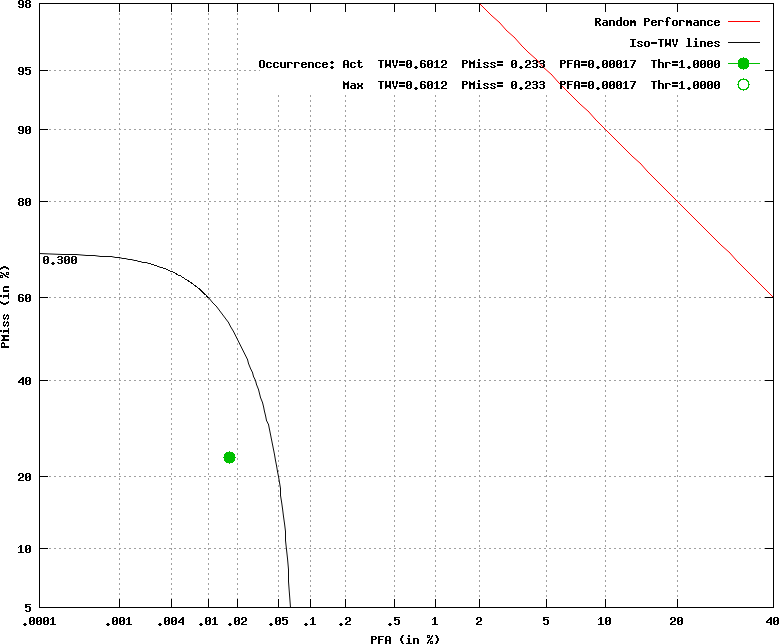 98
95
90
80
60
40
20
10
5
PMiss (in %)
Random Performance
Iso-TWV lines
Occurrence: Act TWV=0.6012 PMiss= 0.233 PFA=0.00017 Thr=1.0000
Max TWV=0.6012 PMiss= 0.233 PFA=0.00017 Thr=1.0000
0.300
.0001 .001 .004 .01 .02 .05 .1 .2 .5 1 2 5 10 20 40
PFA (in %)